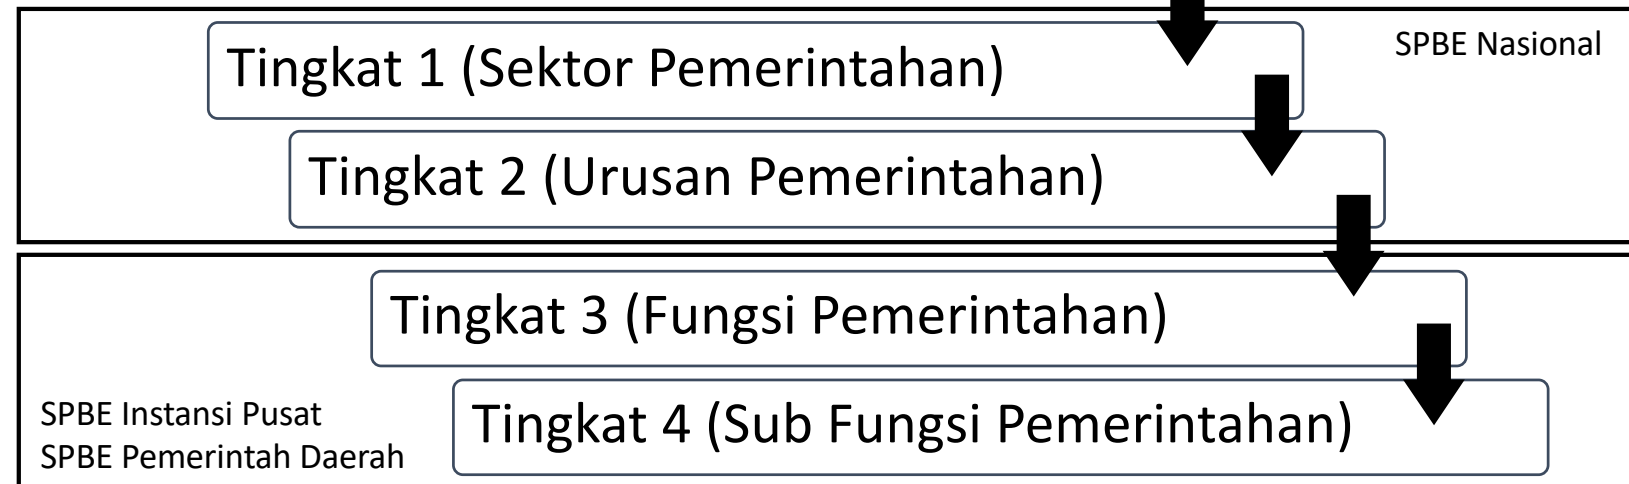 SPBE Nasional
Tingkat 1 (Sektor Pemerintahan)
Tingkat 2 (Urusan Pemerintahan)
Tingkat 3 (Fungsi Pemerintahan)
Tingkat 4 (Sub Fungsi Pemerintahan)
SPBE Instansi Pusat
SPBE Pemerintah Daerah